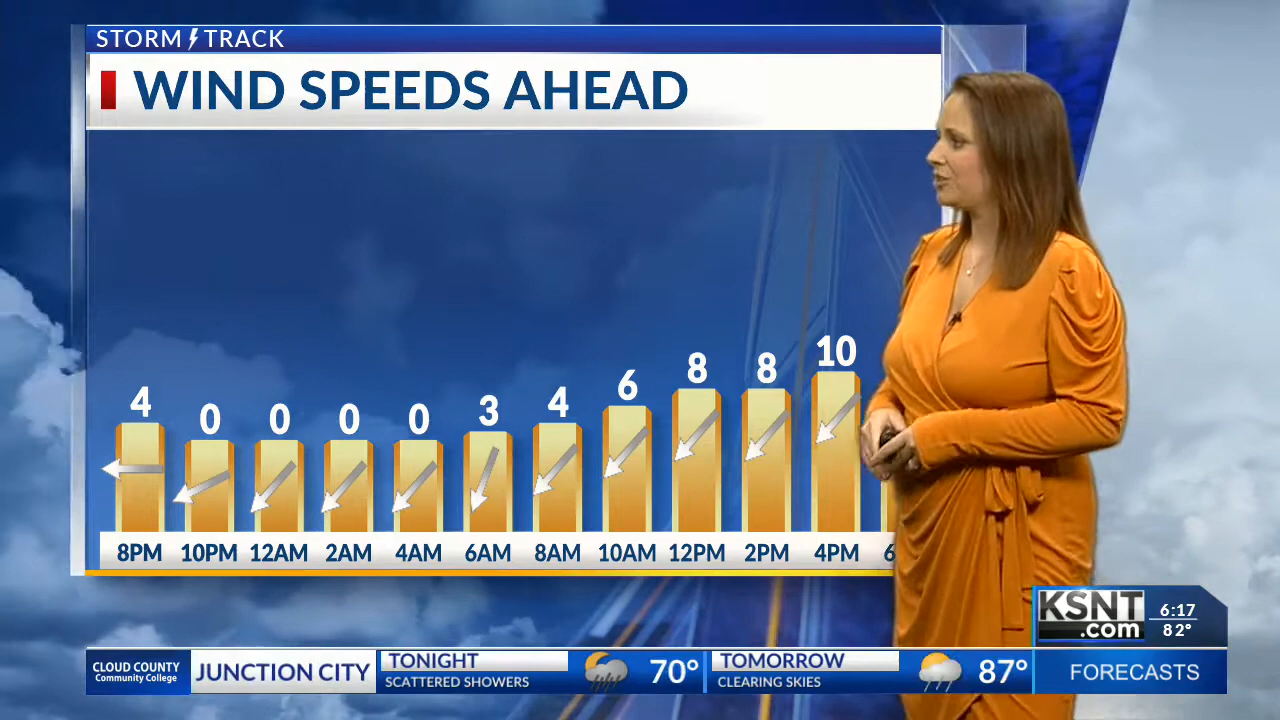 STORM TRACK
WIND SPEEDS AHEAD
4 0 0 0 0 3 4 6 8 8 10
8PM 10PM 12AM 2AM 4AM 6AM 8AM 10AM 12PM 2PM 4PM 6
KSNT
.com
6:17
82°
CLOUD COUNTY
Community College
JUNCTION CITY
TONIGHT
SCATTERED SHOWERS
70°
TOMORROW
CLEARING SKIES
87°
FORECASTS